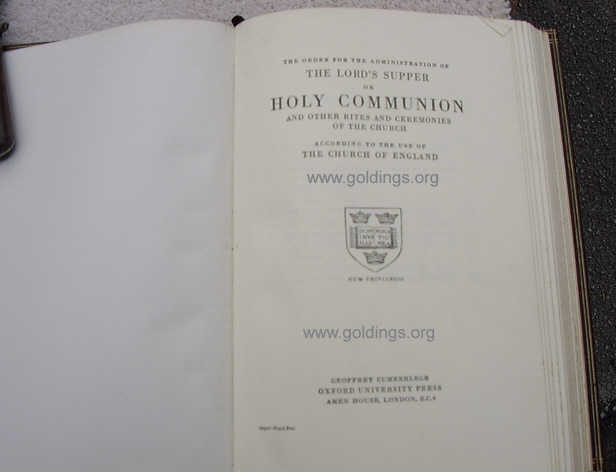 THE ORDER FOR THE ADMINISTRATION OF
THE LORD'S SUPPER
OR
HOLY COMMUNION
AND OTHER RITES AND CEREMONIES
OF THE CHURCH
ACCORDING TO THE USE OF
THE CHURCH OF ENGLAND
www.goldings.org
CUM PRIVILEGIO
www.goldings.org
GEOFFREY CUMBERLEGE
OXFORD UNIVERSITY PRESS
AMEN HOUSE, LONDON, E.C.4